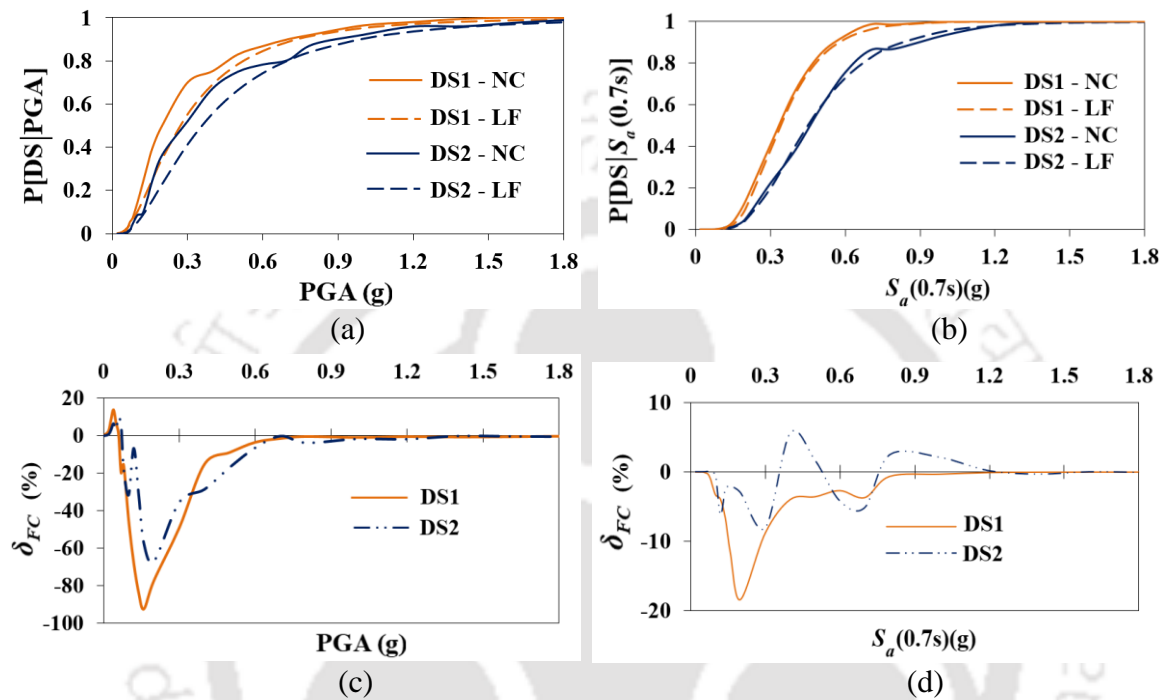 P[DS|PGA]
1
0.8
0.6
0.4
0.2
0
DS1 - NC
DS1 - LF
DS2 - NC
DS2 - LF
0 0.3 0.6 0.9 1.2 1.5 1.8
PGA (g)
(a)
P[DS|Sa(0.7s)]
1
0.8
0.6
0.4
0.2
0
DS1 - NC
DS1 - LF
DS2 - NC
DS2 - LF
0 0.3 0.6 0.9 1.2 1.5 1.8
Sa(0.7s)(g)
(b)
0 0.3 0.6 0.9 1.2 1.5 1.8
δFC (%)
20
0
-20
-40
-60
-80
-100
DS1
DS2
PGA (g)
(c)
0 0.3 0.6 0.9 1.2 1.5 1.8
δFC (%)
10
0
-10
-20
DS1
DS2
Sa(0.7s)(g)
(d)